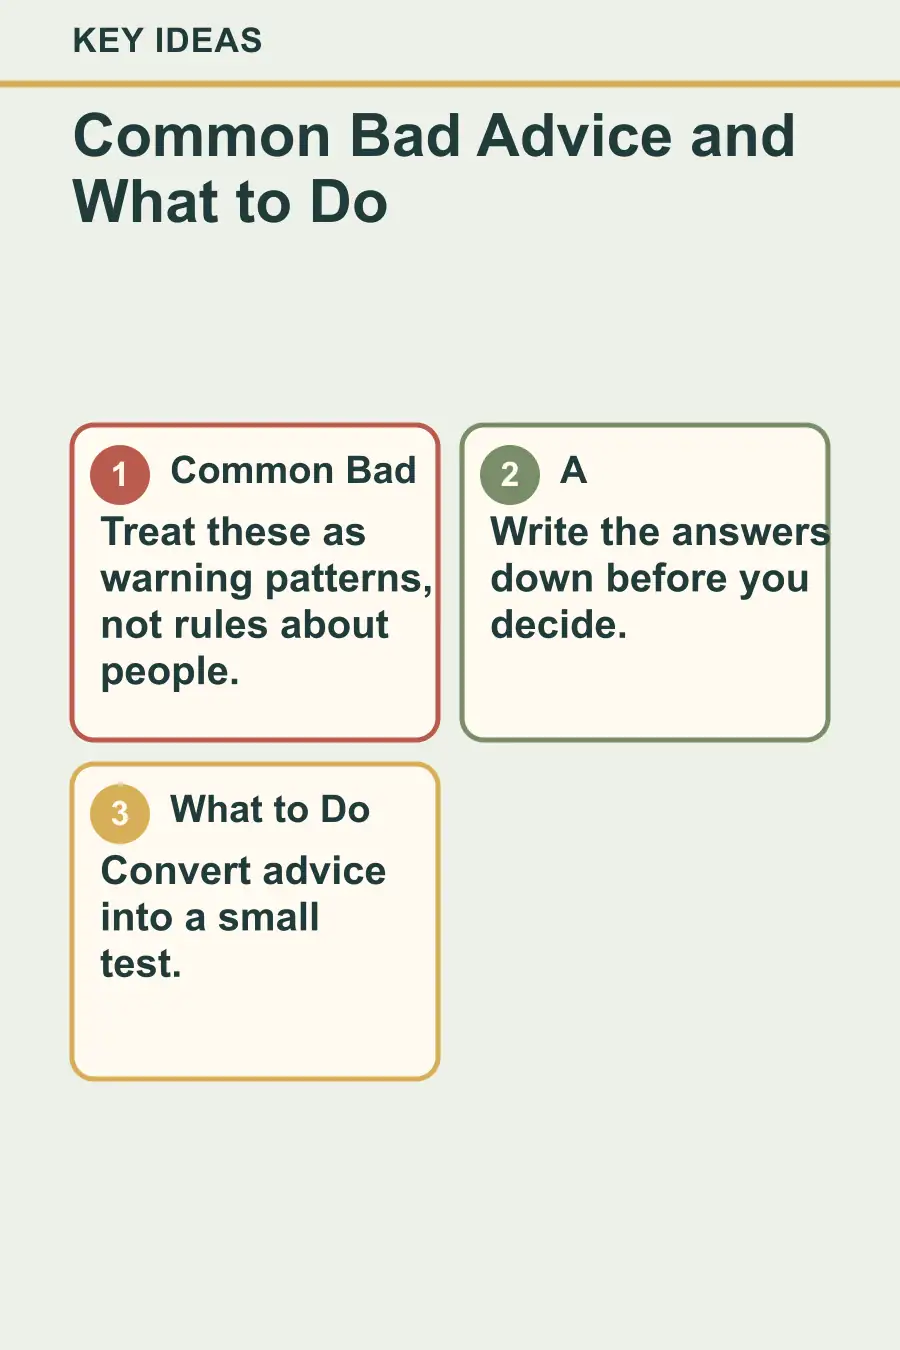 KEY IDEAS
Common Bad Advice and
What to Do
1 Common Bad
Treat these as
warning patterns,
not rules about
people.
2 A
Write the answers
down before you
decide.
3 What to Do
Convert advice
into a small
test.